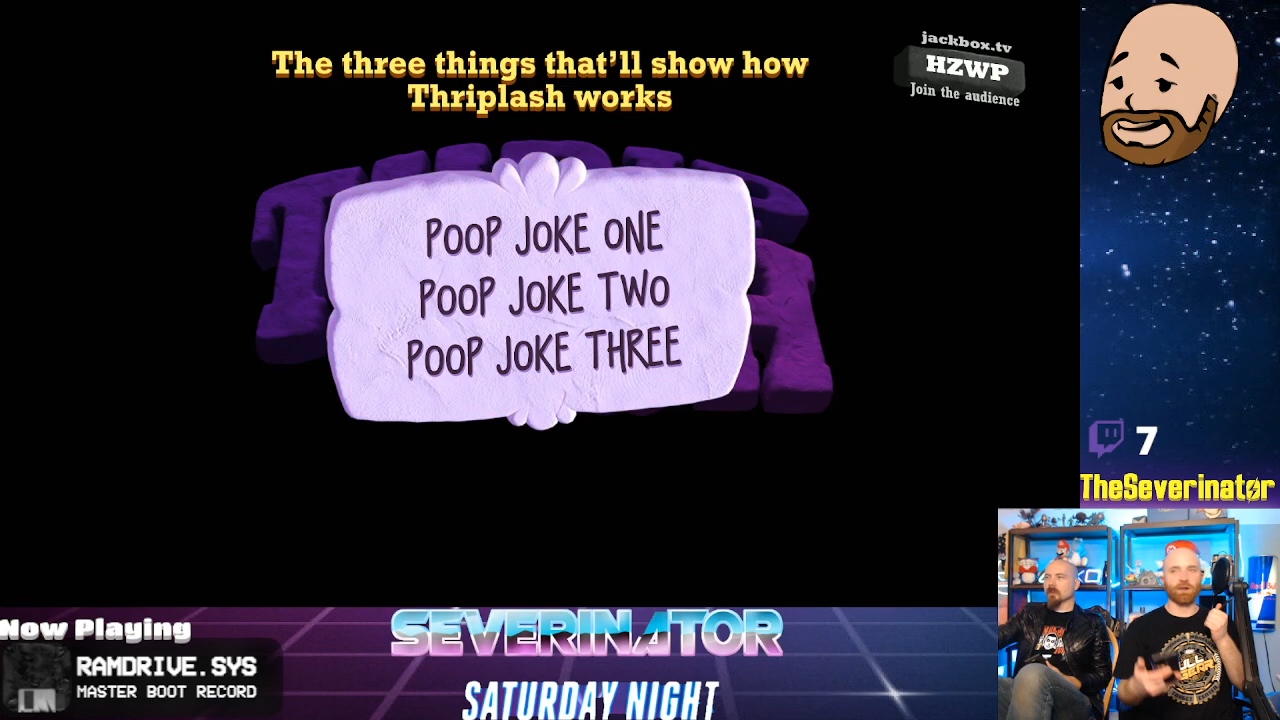 The three things that'll show how
Thriplash works
jackbox.tv
HZWP
Join the audience
POOP JOKE ONE
POOP JOKE TWO
POOP JOKE THREE
7
TheSeverinatør
Now Playing
RAMDRIVE.SYS
MASTER BOOT RECORD
SEVERINATOR
SATURDAY NIGHT